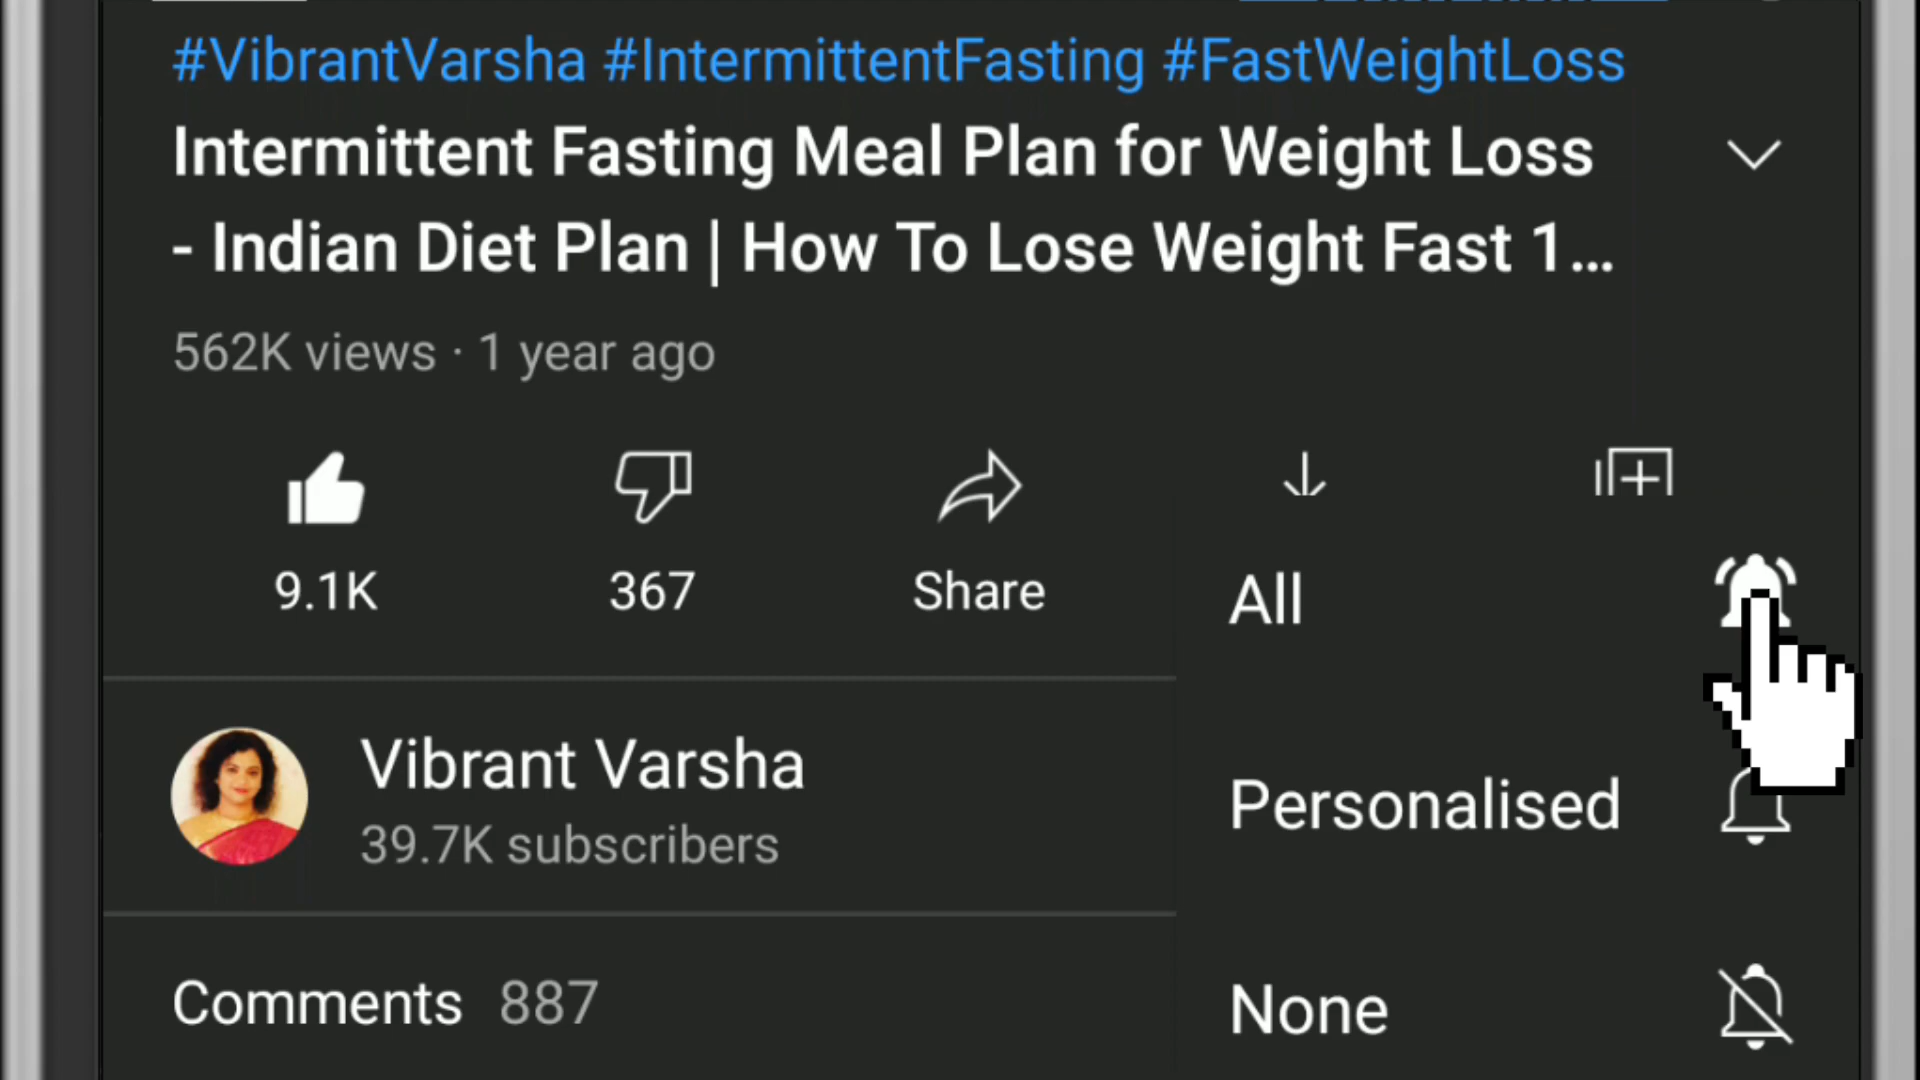 #VibrantVarsha #IntermittentFasting #FastWeightLoss
Intermittent Fasting Meal Plan for Weight Loss
- Indian Diet Plan | How To Lose Weight Fast 1...
562K views · 1 year ago
9.1K
367
Share
All
Vibrant Varsha
39.7K subscribers
Personalised
Comments 887
None